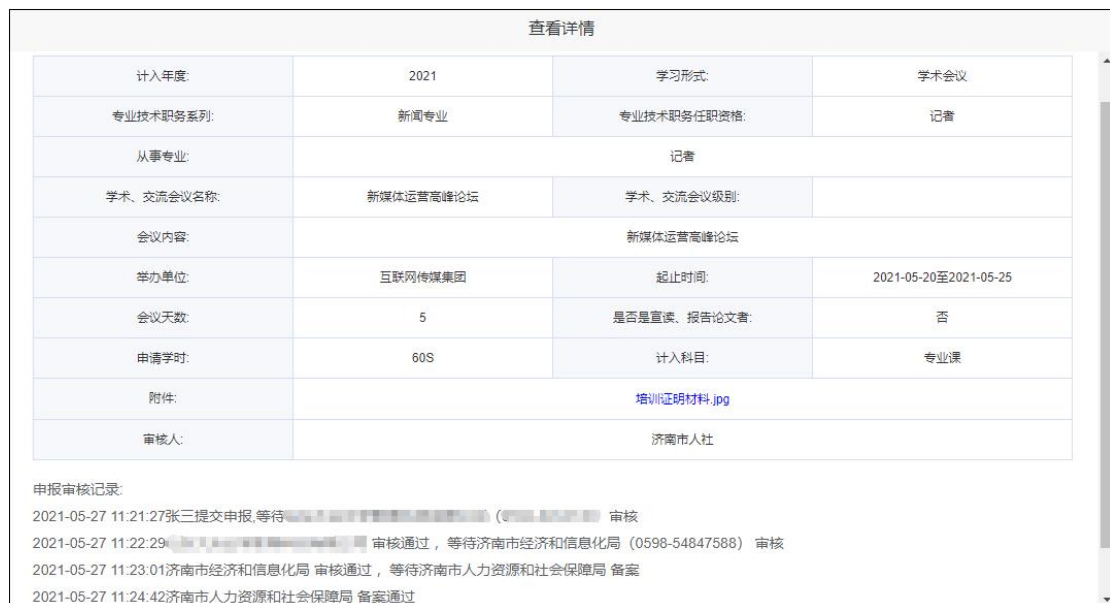 查看详情
计入年度: 2021 学习形式: 学术会议
专业技术职务系列: 新闻专业 专业技术职务任职资格: 记者
从事专业: 记者
学术、交流会议名称: 新媒体运营高峰论坛 学术、交流会议级别:
会议内容: 新媒体运营高峰论坛
举办单位: 互联网传媒集团 起止时间: 2021-05-20至2021-05-25
会议天数: 5 是否是宣读、报告论文者: 否
申请学时: 60S 计入科目: 专业课
附件: 培训证明材料.jpg
审核人: 济南市人社
申报审核记录:
2021-05-27 11:21:27张三提交申报,等待 ( ) 审核
2021-05-27 11:22:29 审核通过 ，等待济南市经济和信息化局（0598-54847588） 审核
2021-05-27 11:23:01济南市经济和信息化局 审核通过 ，等待济南市人力资源和社会保障局 备案
2021-05-27 11:24:42济南市人力资源和社会保障局 备案通过